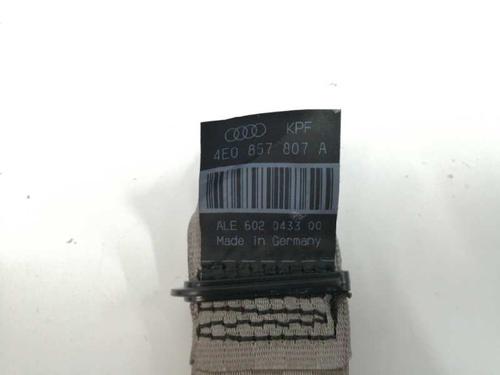 KPF
4E0 857 807 A
ALE 602 0433 00
Made in Germany